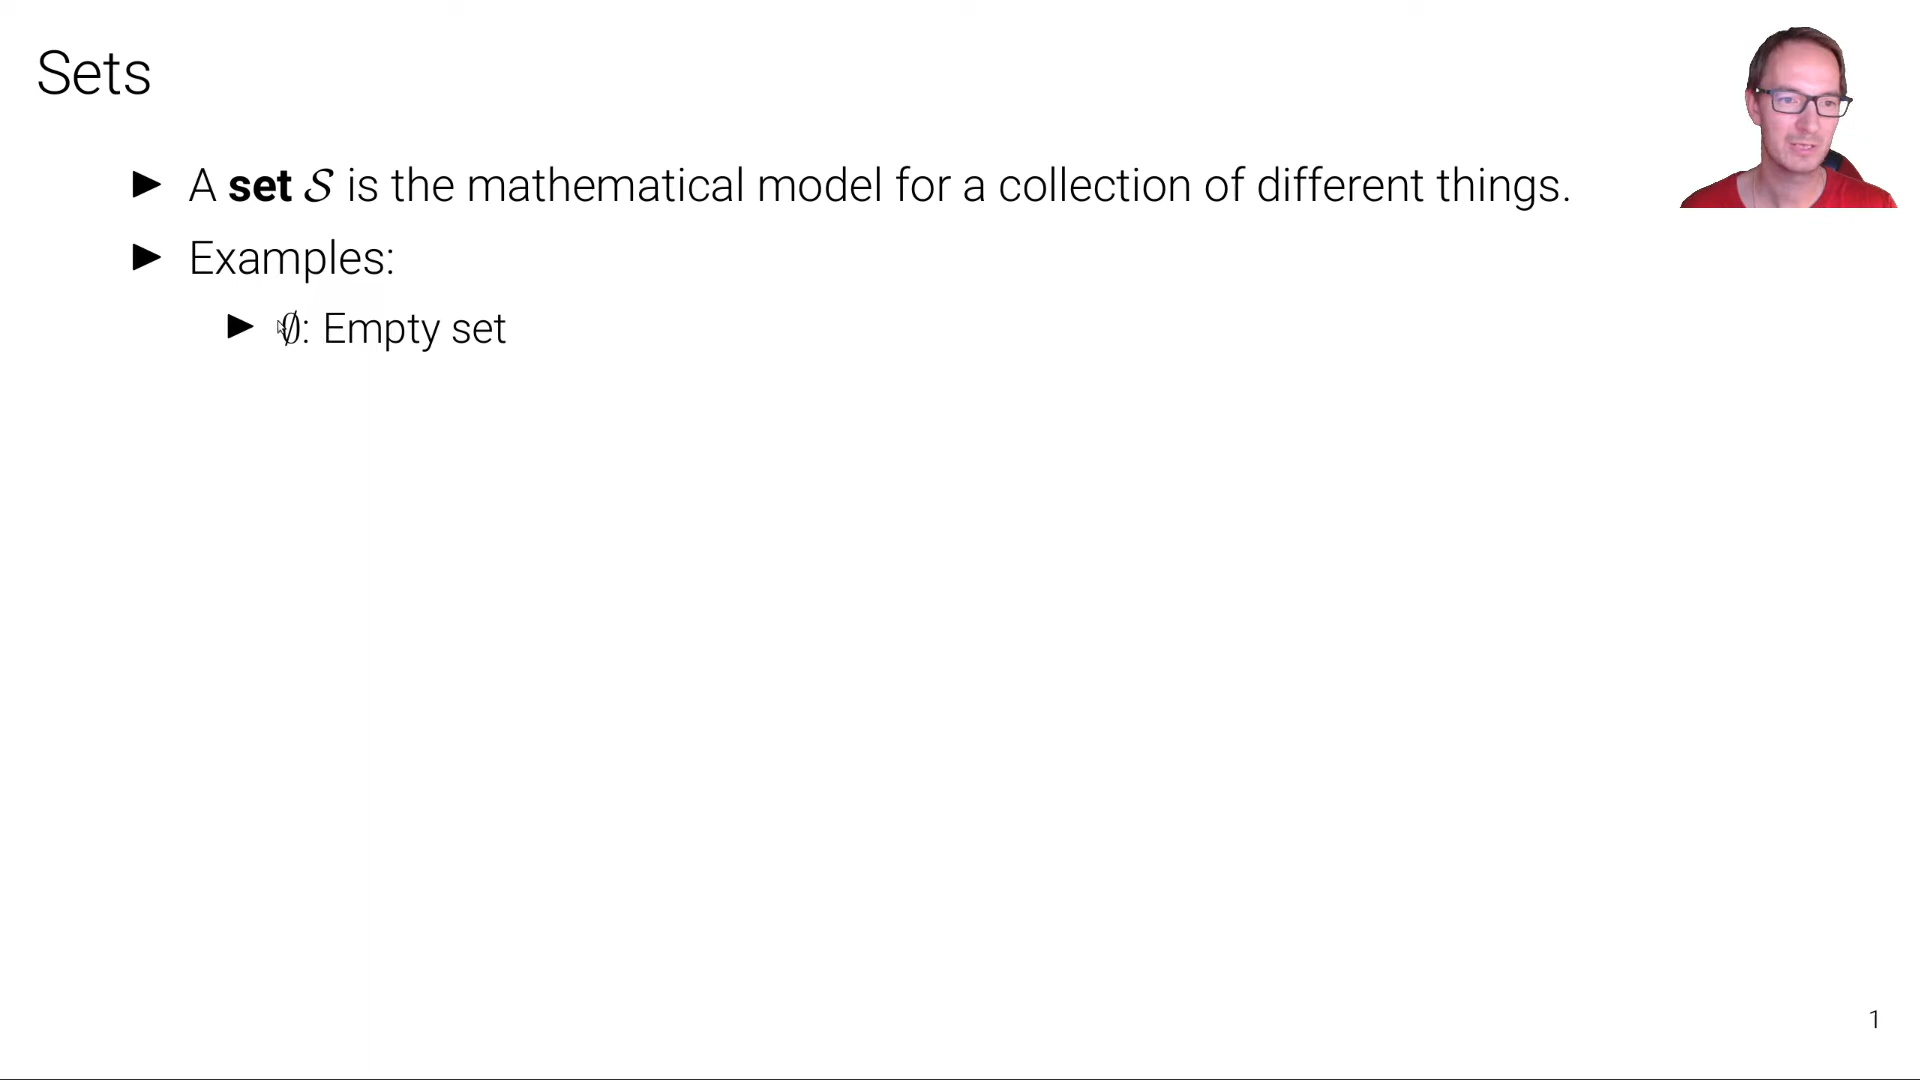 Sets
▶ A set 𝒮 is the mathematical model for a collection of different things.
▶ Examples:
▶ ∅: Empty set
1